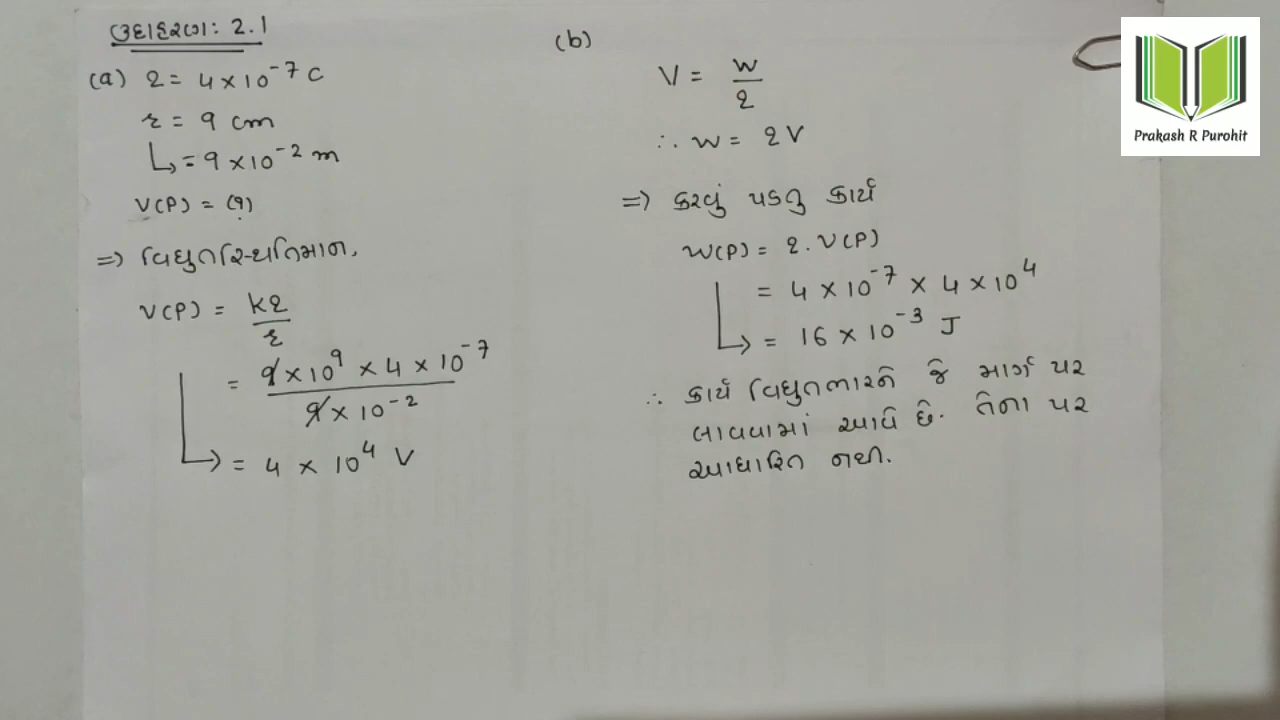 ઉદાહરણ: 2.1
(a) q = 4 × 10⁻⁷ C
r = 9 cm
↳ = 9 × 10⁻² m
V(P) = (?)
⇒ વિદ્યુતસ્થિતિમાન,
V(P) = kq / r
= 9 × 10⁹ × 4 × 10⁻⁷ / 9 × 10⁻²
↳ = 4 × 10⁴ V
(b)
V = W / q
∴ W = qV
⇒ કરવું પડતુ કાર્ય
W(P) = q . V(P)
= 4 × 10⁻⁷ × 4 × 10⁴
↳ = 16 × 10⁻³ J
∴ કાર્ય વિદ્યુતભારને જે માર્ગ પર
લાવવામાં આવે છે. તેના પર
આધારિત નથી.
Prakash R Purohit